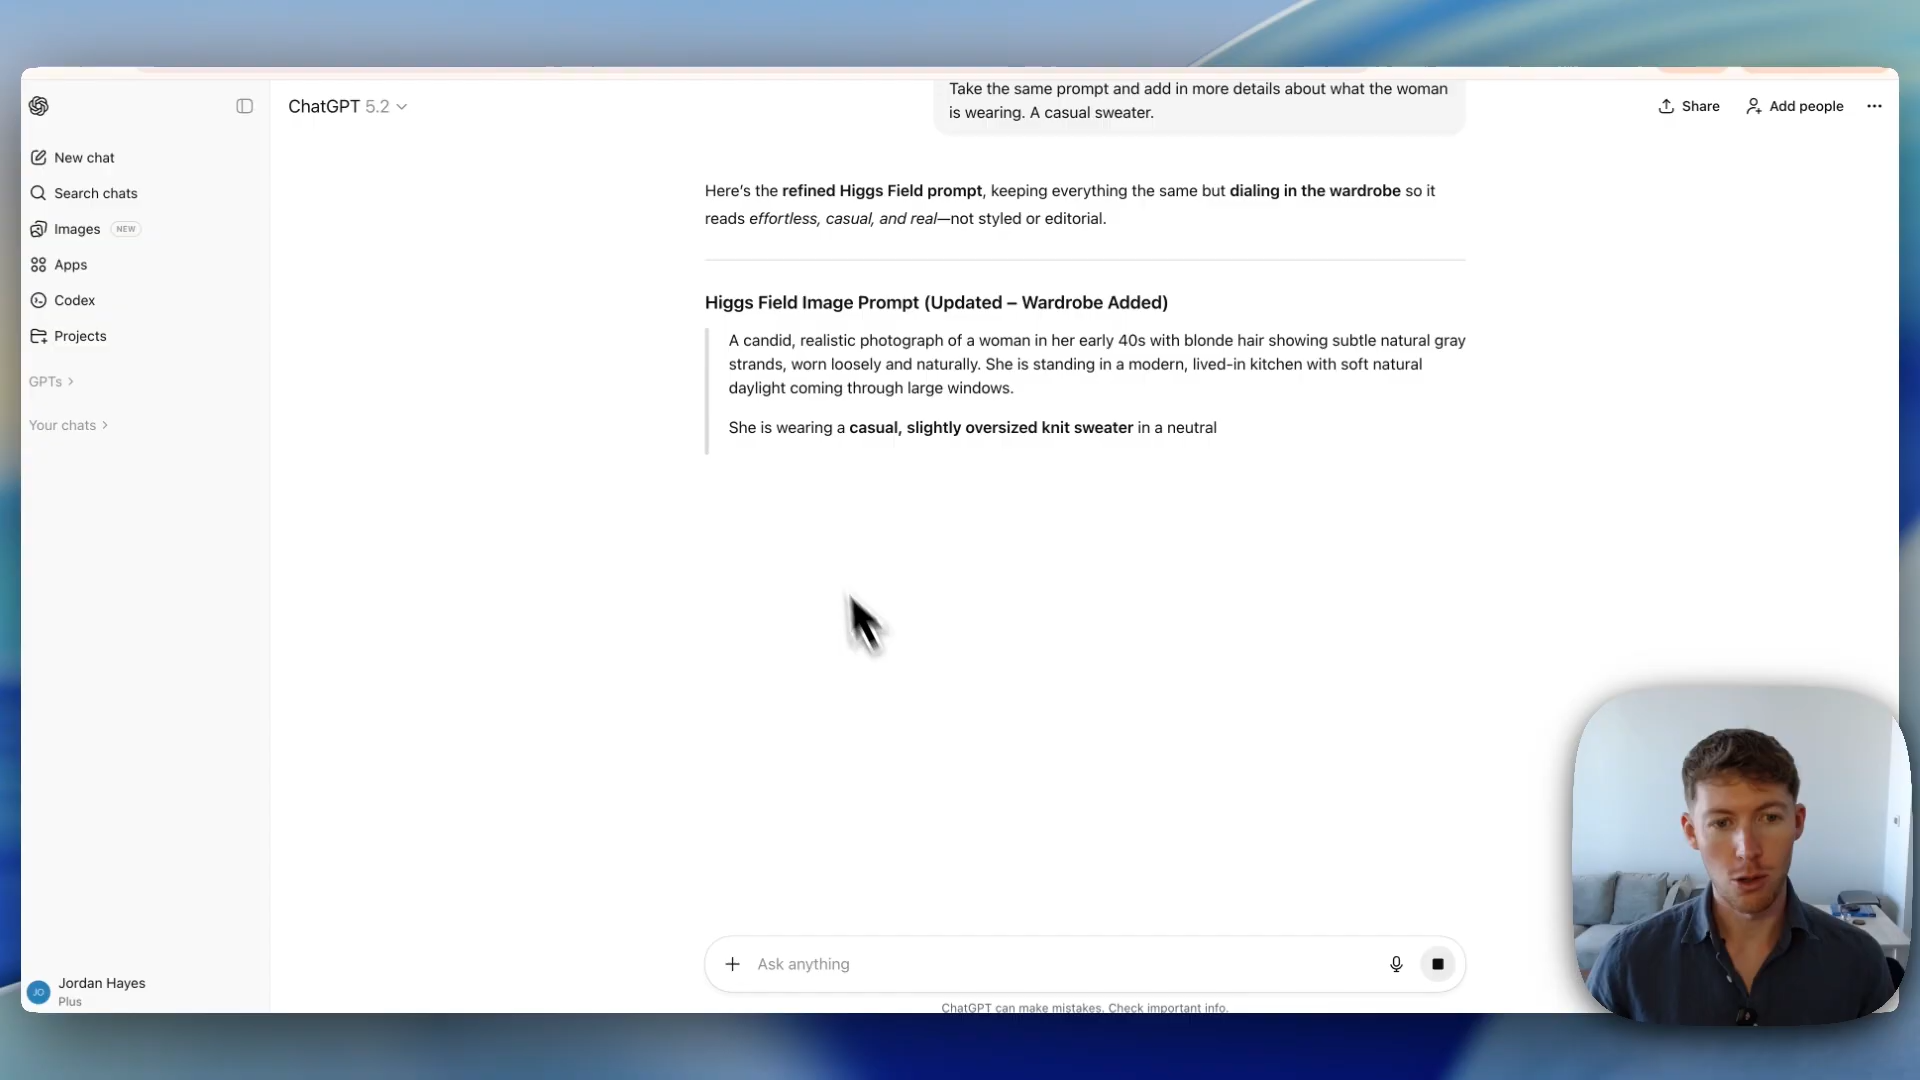 Take the same prompt and add in more details about what the woman
is wearing. A casual sweater.
ChatGPT 5.2
Share
Add people
New chat
Search chats
Images NEW
Apps
Codex
Projects
GPTs
Your chats
Here's the refined Higgs Field prompt, keeping everything the same but dialing in the wardrobe so it
reads effortless, casual, and real—not styled or editorial.
Higgs Field Image Prompt (Updated – Wardrobe Added)
A candid, realistic photograph of a woman in her early 40s with blonde hair showing subtle natural gray
strands, worn loosely and naturally. She is standing in a modern, lived-in kitchen with soft natural
daylight coming through large windows.
She is wearing a casual, slightly oversized knit sweater in a neutral
Ask anything
JO
Jordan Hayes
Plus
ChatGPT can make mistakes. Check important info.